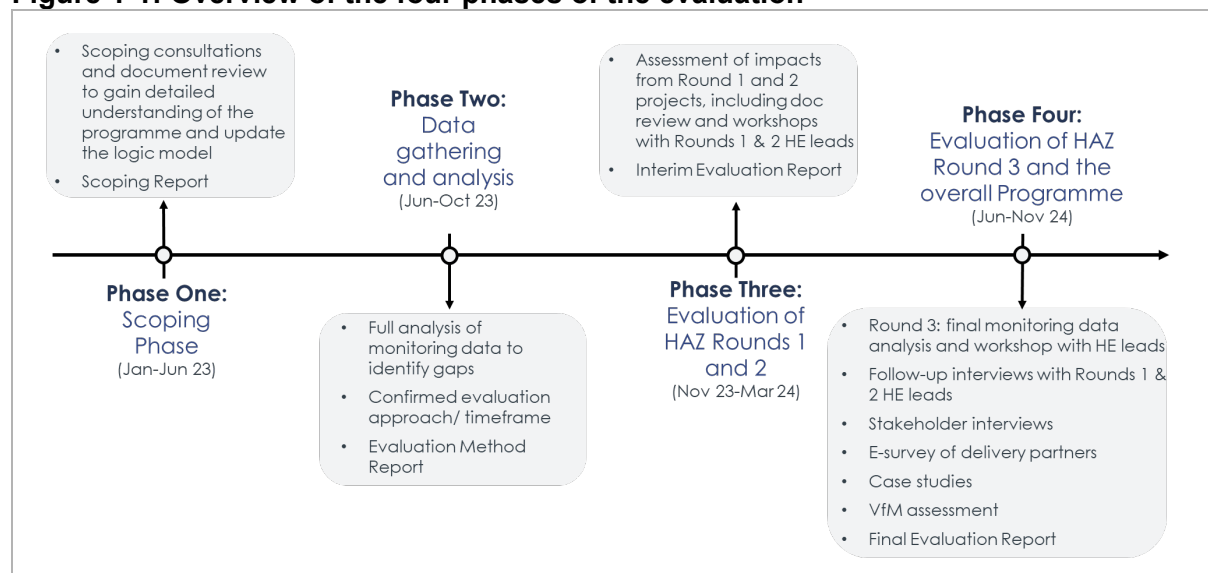 Figure 1-1: Overview of the four phases of the evaluation
• Scoping consultations
and document review
to gain detailed
understanding of the
programme and update
the logic model
• Scoping Report
Phase One:
Scoping
Phase
(Jan-Jun 23)
Phase Two:
Data
gathering
and analysis
(Jun-Oct 23)
• Full analysis of
monitoring data to
identify gaps
• Confirmed evaluation
approach/ timeframe
• Evaluation Method
Report
• Assessment of impacts
from Round 1 and 2
projects, including doc
review and workshops
with Rounds 1 & 2 HE leads
• Interim Evaluation Report
Phase Three:
Evaluation of
HAZ Rounds 1
and 2
(Nov 23-Mar 24)
Phase Four:
Evaluation of HAZ
Round 3 and the
overall Programme
(Jun-Nov 24)
• Round 3: final monitoring data
analysis and workshop with HE leads
• Follow-up interviews with Rounds 1 &
2 HE leads
• Stakeholder interviews
• E-survey of delivery partners
• Case studies
• VfM assessment
• Final Evaluation Report